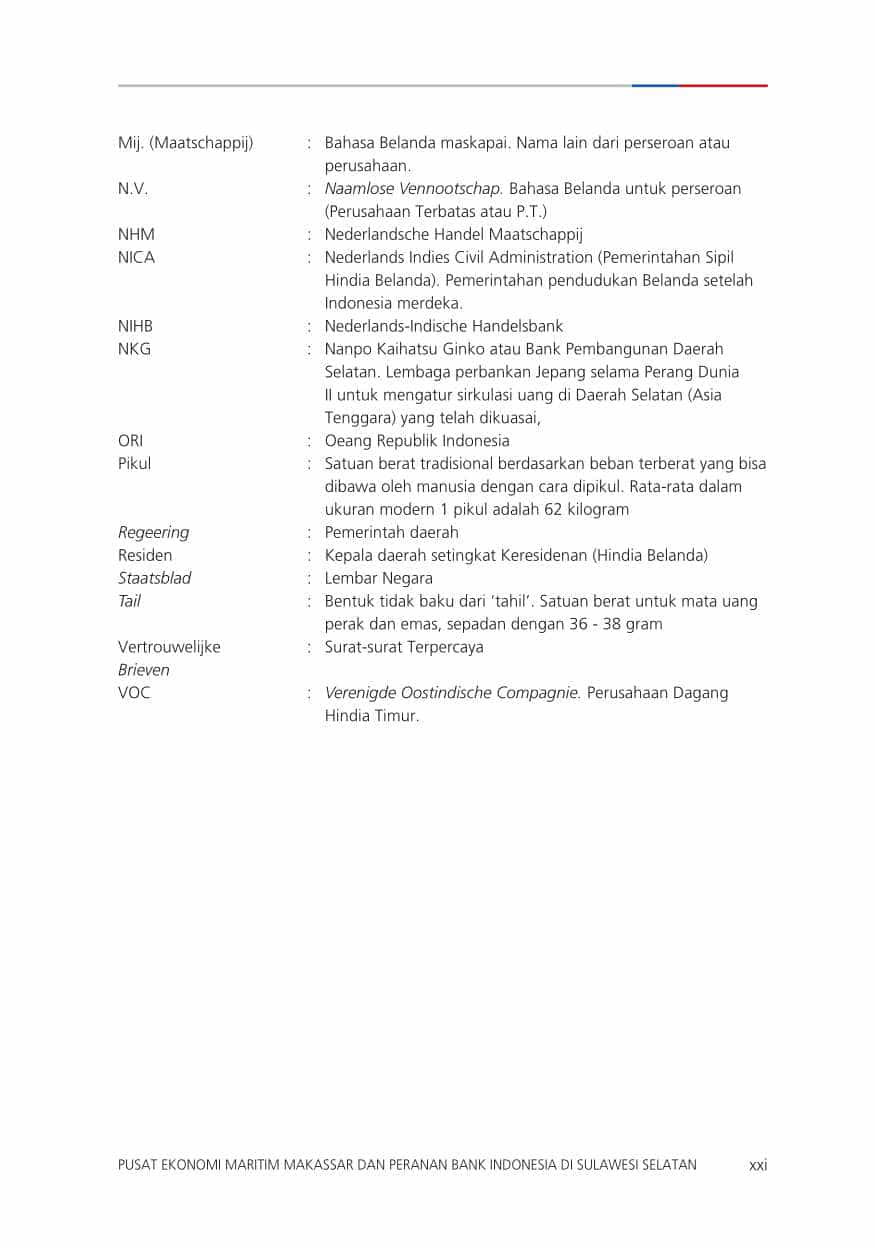 Mij. (Maatschappij) : Bahasa Belanda maskapai. Nama lain dari perseroan atau
perusahaan.
N.V. : Naamlose Vennootschap. Bahasa Belanda untuk perseroan
(Perusahaan Terbatas atau P.T.)
NHM : Nederlandsche Handel Maatschappij
NICA : Nederlands Indies Civil Administration (Pemerintahan Sipil
Hindia Belanda). Pemerintahan pendudukan Belanda setelah
Indonesia merdeka.
NIHB : Nederlands-Indische Handelsbank
NKG : Nanpo Kaihatsu Ginko atau Bank Pembangunan Daerah
Selatan. Lembaga perbankan Jepang selama Perang Dunia
II untuk mengatur sirkulasi uang di Daerah Selatan (Asia
Tenggara) yang telah dikuasai,
ORI : Oeang Republik Indonesia
Pikul : Satuan berat tradisional berdasarkan beban terberat yang bisa
dibawa oleh manusia dengan cara dipikul. Rata-rata dalam
ukuran modern 1 pikul adalah 62 kilogram
Regeering : Pemerintah daerah
Residen : Kepala daerah setingkat Keresidenan (Hindia Belanda)
Staatsblad : Lembar Negara
Tail : Bentuk tidak baku dari ‘tahil’. Satuan berat untuk mata uang
perak dan emas, sepadan dengan 36 - 38 gram
Vertrouwelijke : Surat-surat Terpercaya
Brieven
VOC : Verenigde Oostindische Compagnie. Perusahaan Dagang
Hindia Timur.
PUSAT EKONOMI MARITIM MAKASSAR DAN PERANAN BANK INDONESIA DI SULAWESI SELATAN xxi